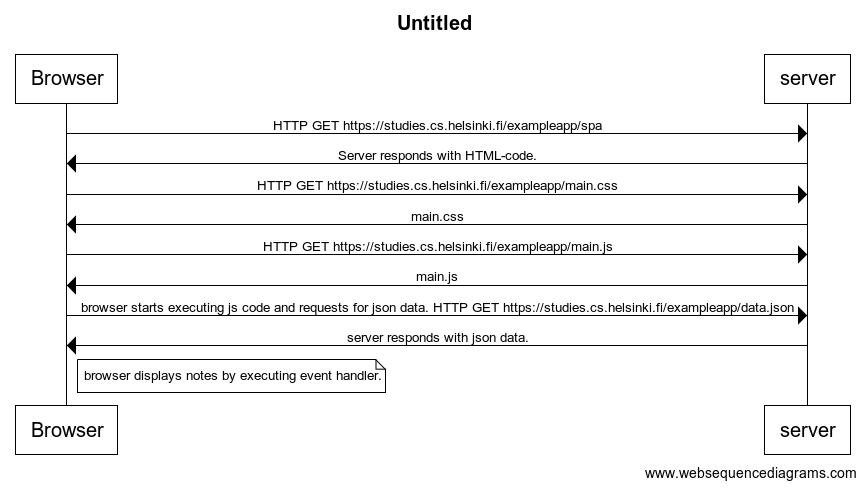 Untitled
Browser
server
HTTP GET https://studies.cs.helsinki.fi/exampleapp/spa
Server responds with HTML-code.
HTTP GET https://studies.cs.helsinki.fi/exampleapp/main.css
main.css
HTTP GET https://studies.cs.helsinki.fi/exampleapp/main.js
main.js
browser starts executing js code and requests for json data. HTTP GET https://studies.cs.helsinki.fi/exampleapp/data.json
server responds with json data.
browser displays notes by executing event handler.
Browser
server
www.websequencediagrams.com